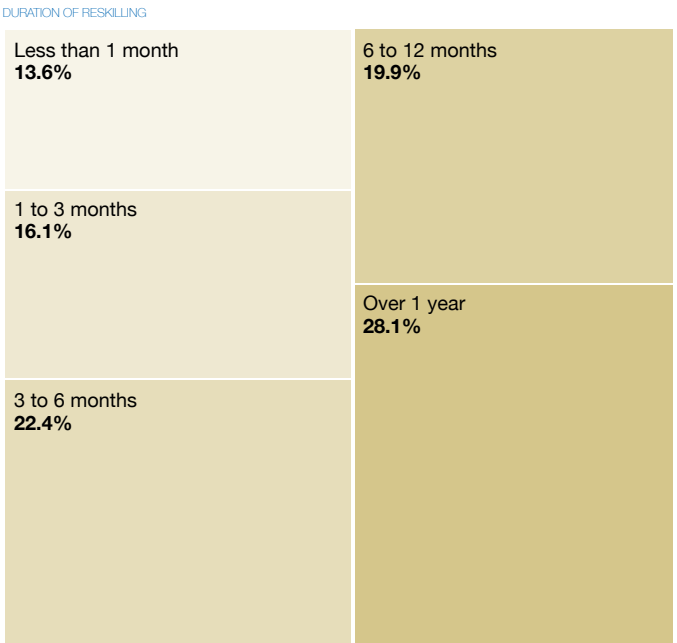 DURATION OF RESKILLING
Less than 1 month
13.6%
1 to 3 months
16.1%
3 to 6 months
22.4%
6 to 12 months
19.9%
Over 1 year
28.1%